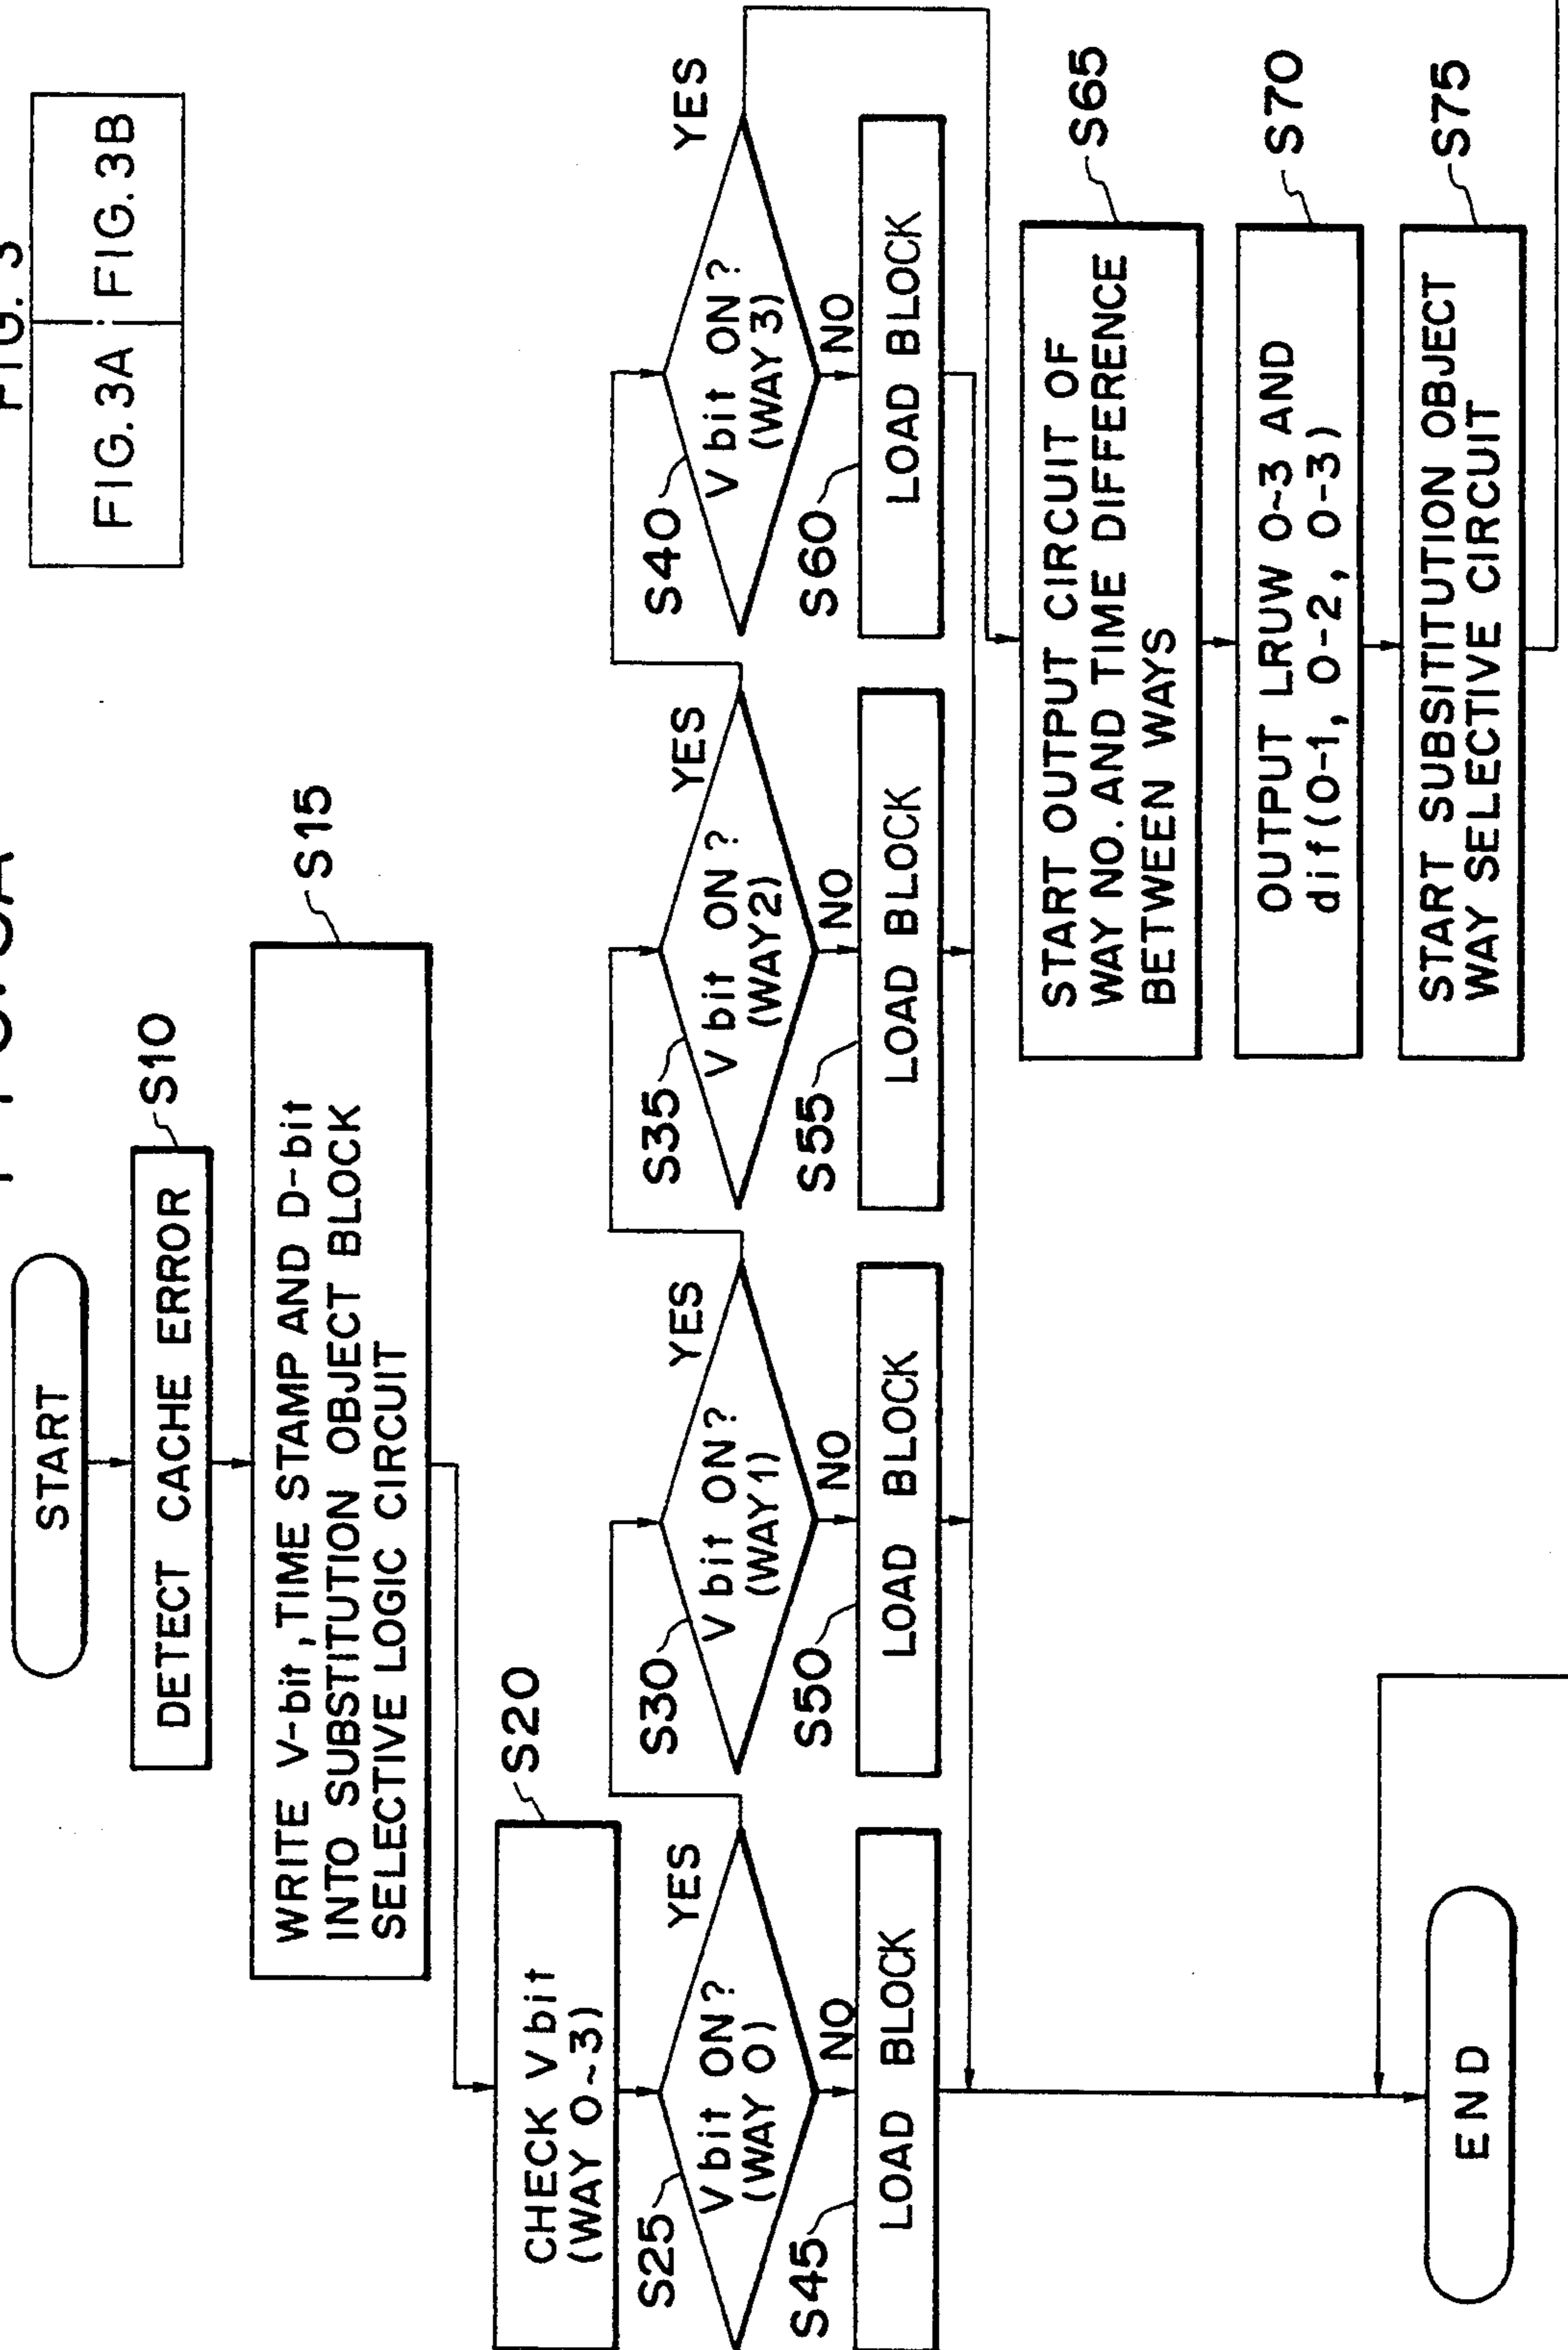 FIG. 3
FIG.3A FIG.3B
START
DETECT CACHE ERROR
S10
WRITE V-bit, TIME STAMP AND D-bit
INTO SUBSTITUTION OBJECT BLOCK
SELECTIVE LOGIC CIRCUIT
S15
CHECK V bit
(WAY 0~3)
S20
S25
V bit ON?
(WAY 0)
YES
NO
S30
V bit ON?
(WAY 1)
YES
NO
S35
V bit ON?
(WAY2)
YES
NO
S40
V bit ON?
(WAY 3)
YES
NO
S45
LOAD BLOCK
S50
LOAD BLOCK
S55
LOAD BLOCK
S60
LOAD BLOCK
START OUTPUT CIRCUIT OF
WAY NO. AND TIME DIFFERENCE
BETWEEN WAYS
S65
OUTPUT LRUW 0~3 AND
dif(0-1, 0-2, 0-3)
S70
START SUBSITITUTION OBJECT
WAY SELECTIVE CIRCUIT
S75
END